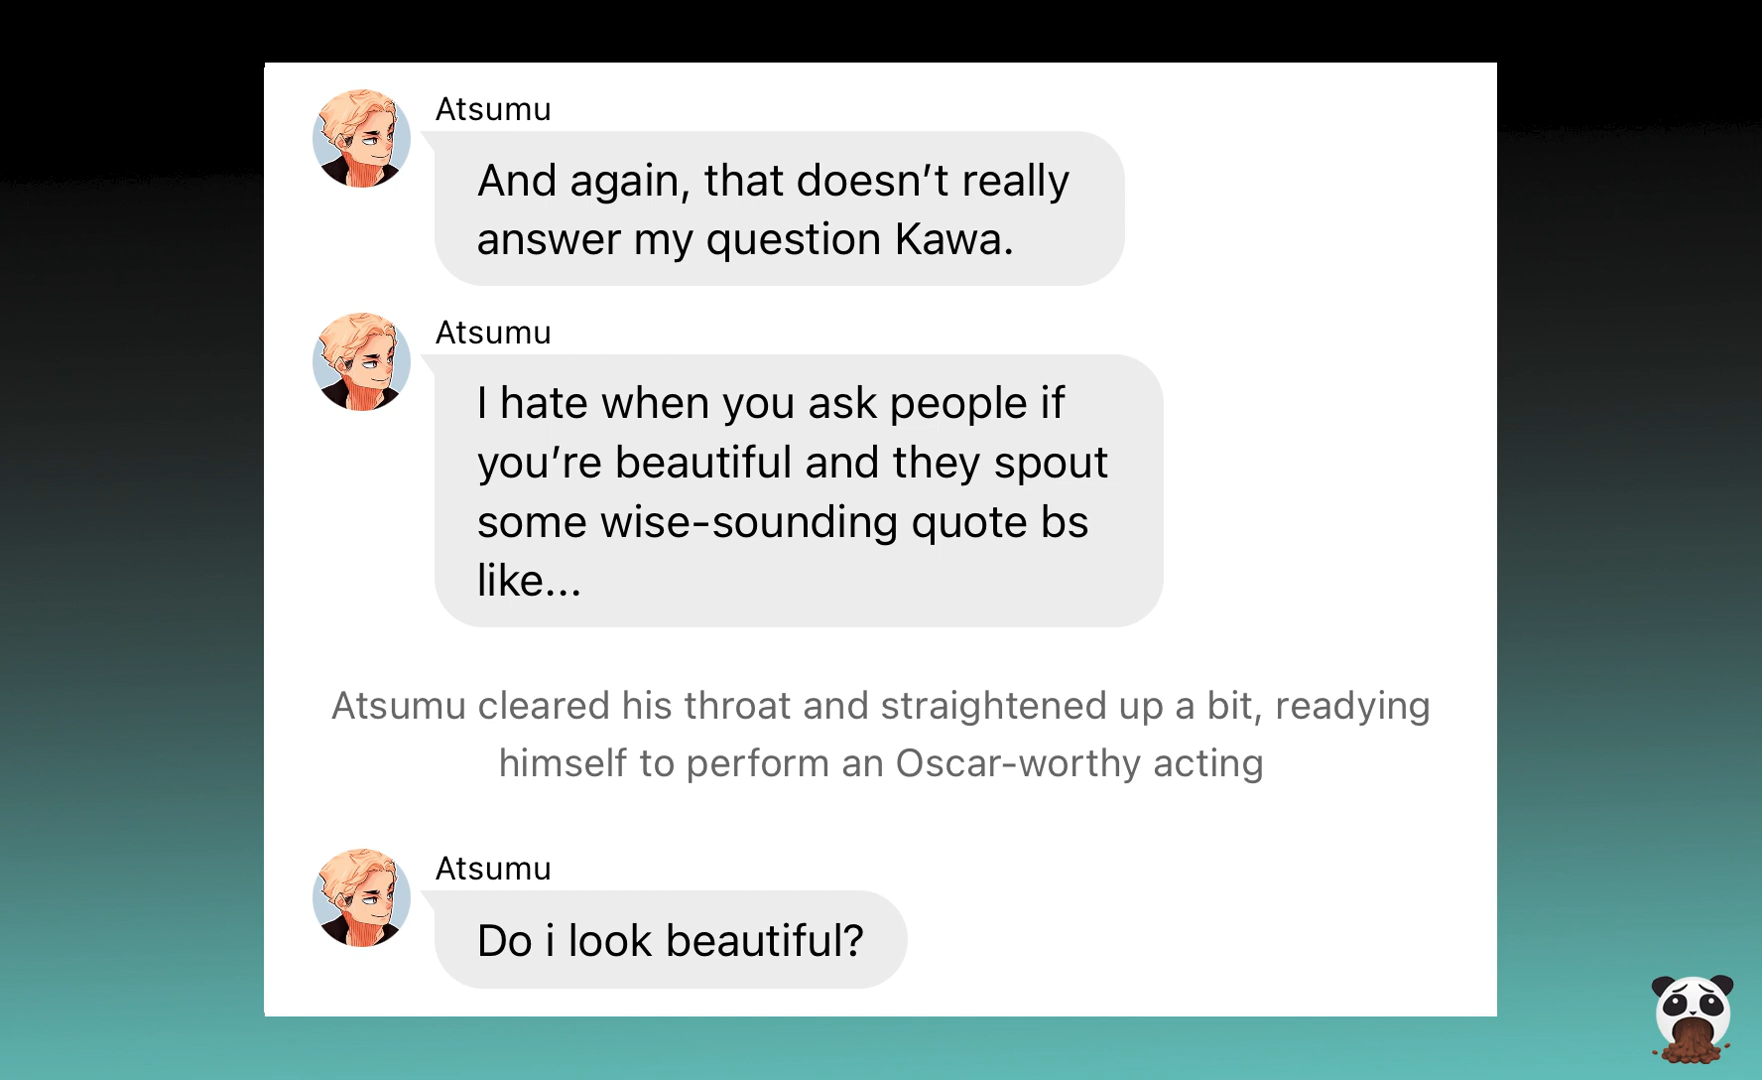 Atsumu
And again, that doesn’t really
answer my question Kawa.
Atsumu
I hate when you ask people if
you’re beautiful and they spout
some wise-sounding quote bs
like...
Atsumu cleared his throat and straightened up a bit, readying
himself to perform an Oscar-worthy acting
Atsumu
Do i look beautiful?